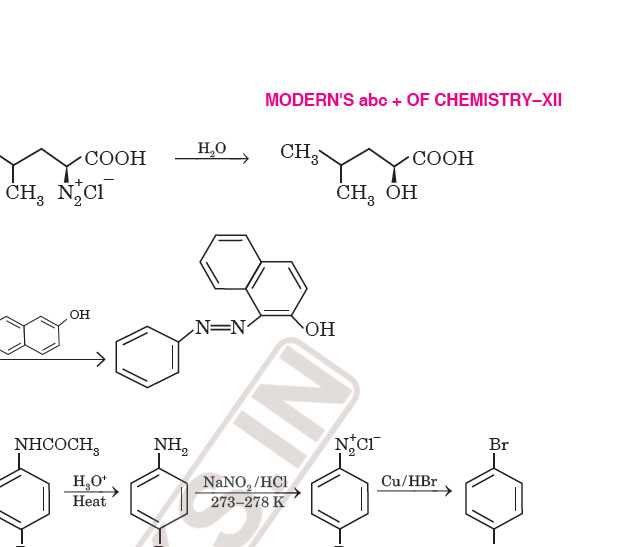 MODERN'S abc + OF CHEMISTRY–XII
COOH
H₂O
CH₃
COOH
CH₃
N₂⁺Cl⁻
CH₃
OH
OH
N=N
OH
NHCOCH₃
NH₂
N₂⁺Cl⁻
Br
H₃O⁺
Heat
NaNO₂/HCl
273–278 K
Cu/HBr
S IN